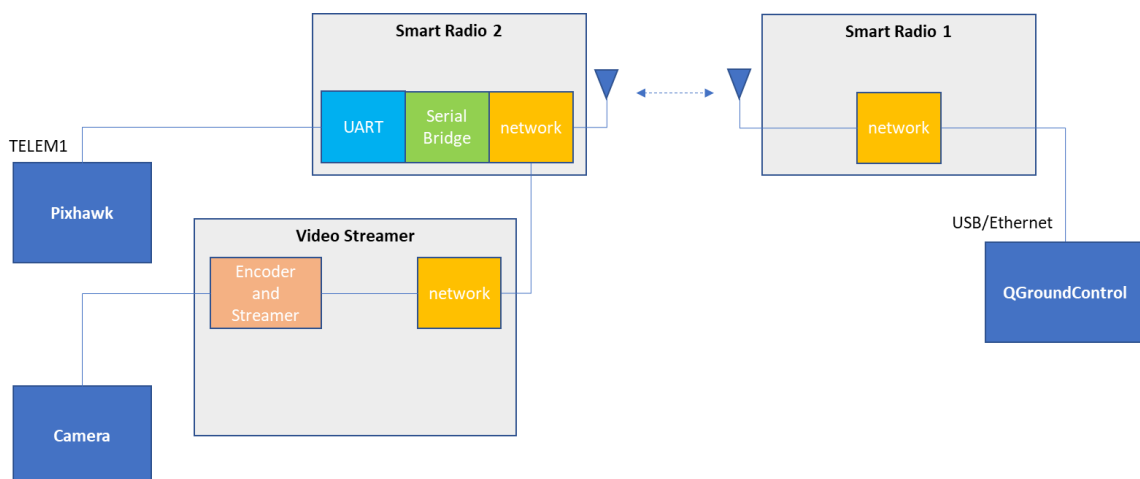 Smart Radio 2
UART
Serial
Bridge
network
Smart Radio 1
network
TELEM1
Pixhawk
Video Streamer
Encoder
and
Streamer
network
USB/Ethernet
QGroundControl
Camera